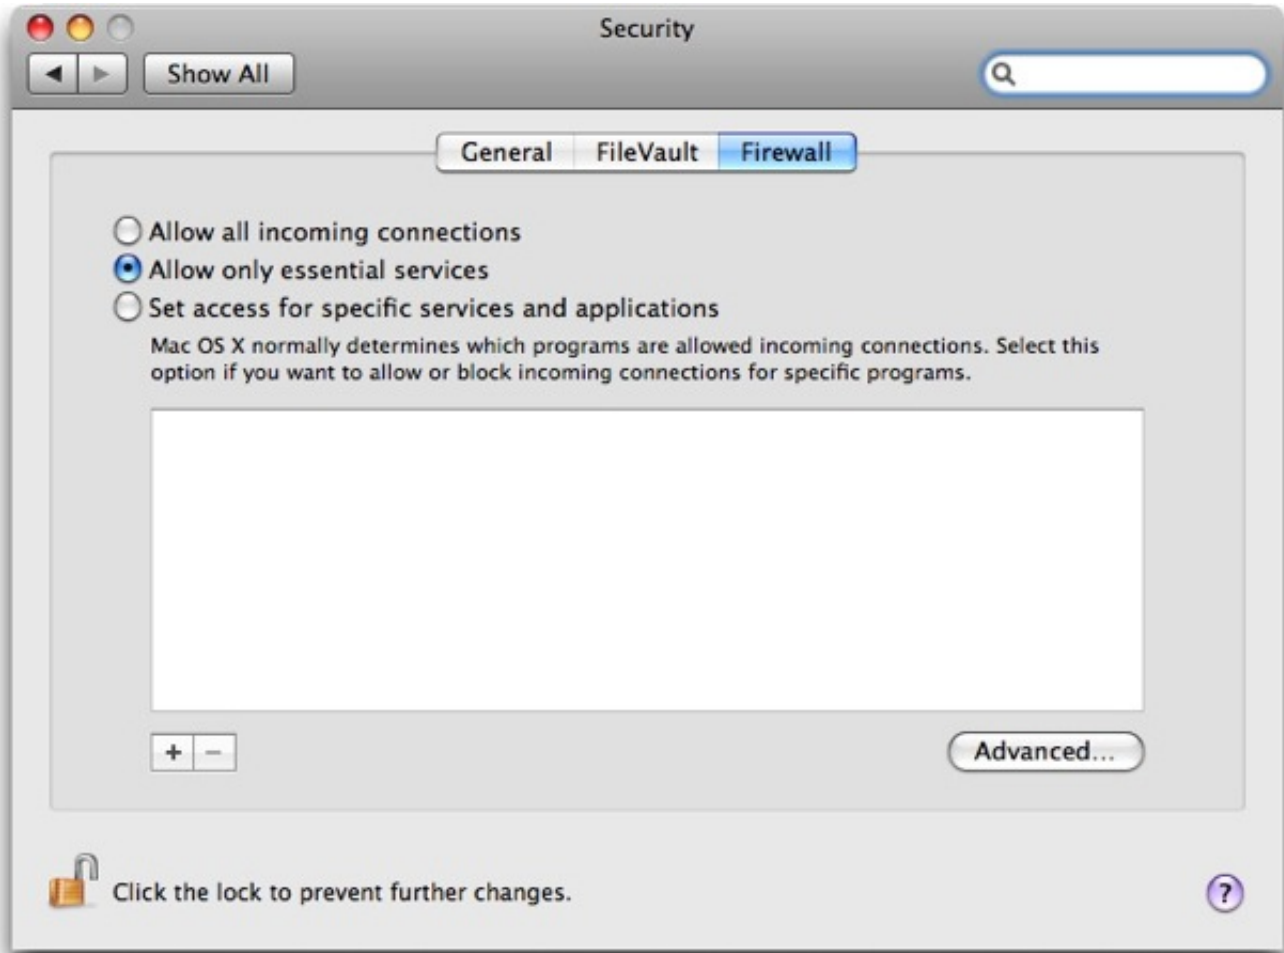 Security
Show All
General FileVault Firewall
Allow all incoming connections
Allow only essential services
Set access for specific services and applications
Mac OS X normally determines which programs are allowed incoming connections. Select this
option if you want to allow or block incoming connections for specific programs.
+ −
Advanced...
Click the lock to prevent further changes.
?